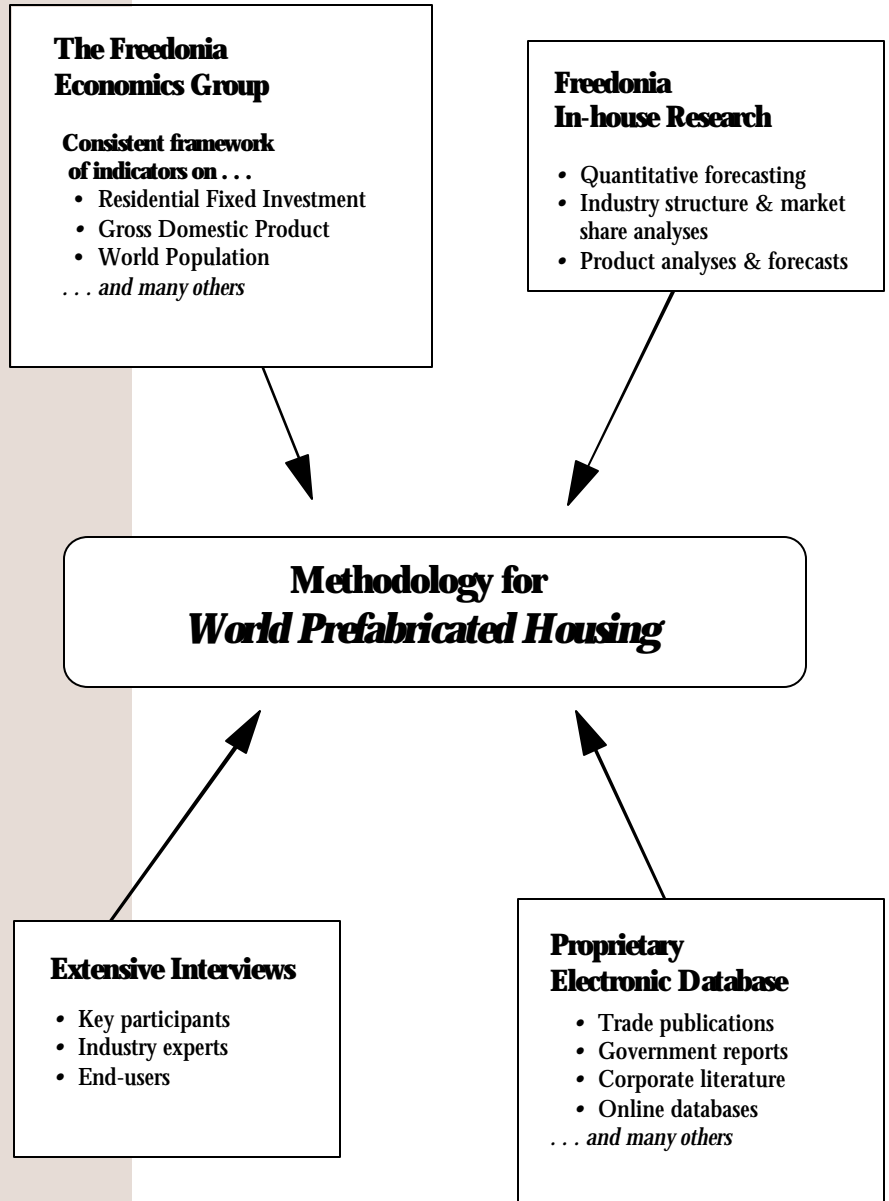 The Freedonia
Economics Group
Consistent framework
of indicators on . . .
• Residential Fixed Investment
• Gross Domestic Product
• World Population
. . . and many others
Freedonia
In-house Research
• Quantitative forecasting
• Industry structure & market
share analyses
• Product analyses & forecasts
Methodology for
World Prefabricated Housing
Extensive Interviews
• Key participants
• Industry experts
• End-users
Proprietary
Electronic Database
• Trade publications
• Government reports
• Corporate literature
• Online databases
. . . and many others